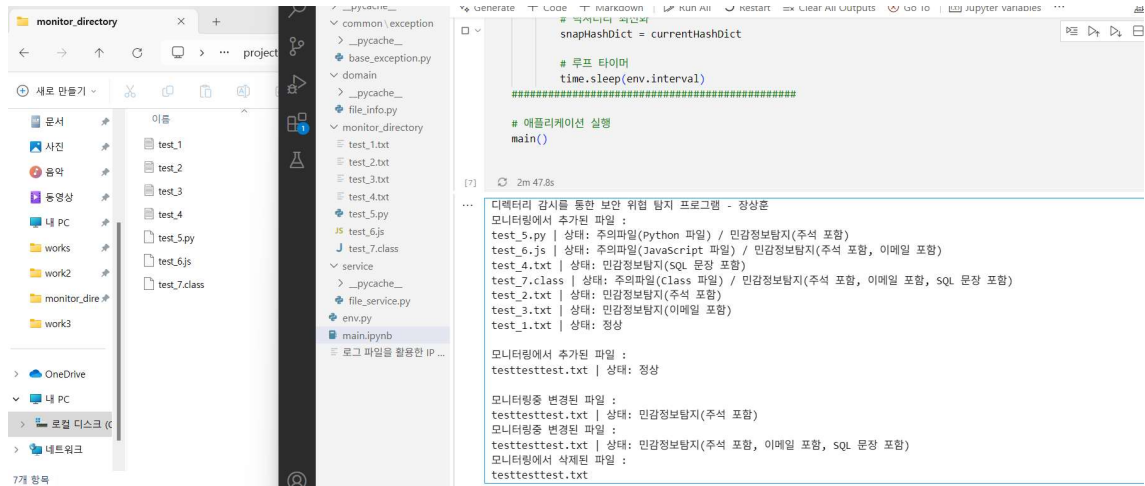 monitor_directory
project
새로 만들기
이름
문서
사진
음악
동영상
내 PC
works
work2
monitor_dire
work3
OneDrive
내 PC
로컬 디스크 (C
네트워크
test_1
test_2
test_3
test_4
test_5.py
test_6.js
test_7.class
7개 항목
__pycache__
common \ exception
__pycache__
base_exception.py
domain
__pycache__
file_info.py
monitor_directory
test_1.txt
test_2.txt
test_3.txt
test_4.txt
test_5.py
JS test_6.js
J test_7.class
service
__pycache__
file_service.py
env.py
main.ipynb
로그 파일을 활용한 IP ...
Generate + Code + Markdown Run All Restart Clear All Outputs Go To Jupyter Variables ...
snapHashDict = currentHashDict
# 루프 타이머
time.sleep(env.interval)
###############################################
# 애플리케이션 실행
main()
[7] 2m 47.8s
... 디렉터리 감시를 통한 보안 위협 탐지 프로그램 - 장상훈
모니터링에서 추가된 파일 :
test_5.py | 상태: 주의파일(Python 파일) / 민감정보탐지(주석 포함)
test_6.js | 상태: 주의파일(JavaScript 파일) / 민감정보탐지(주석 포함, 이메일 포함)
test_4.txt | 상태: 민감정보탐지(SQL 문장 포함)
test_7.class | 상태: 주의파일(Class 파일) / 민감정보탐지(주석 포함, 이메일 포함, SQL 문장 포함)
test_2.txt | 상태: 민감정보탐지(주석 포함)
test_3.txt | 상태: 민감정보탐지(이메일 포함)
test_1.txt | 상태: 정상
모니터링에서 추가된 파일 :
testtesttest.txt | 상태: 정상
모니터링중 변경된 파일 :
testtesttest.txt | 상태: 민감정보탐지(주석 포함)
모니터링중 변경된 파일 :
testtesttest.txt | 상태: 민감정보탐지(주석 포함, 이메일 포함, SQL 문장 포함)
모니터링에서 삭제된 파일 :
testtesttest.txt